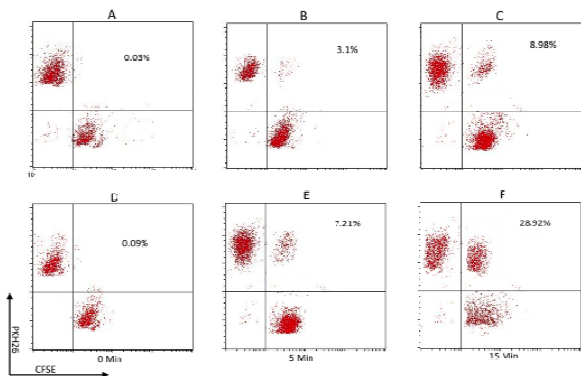 A B C
0.03% 3.1% 8.98%
10
D E F
0.09% 7.21% 28.92%
PKH26
0 Min 5 Min 15 Min
CFSE